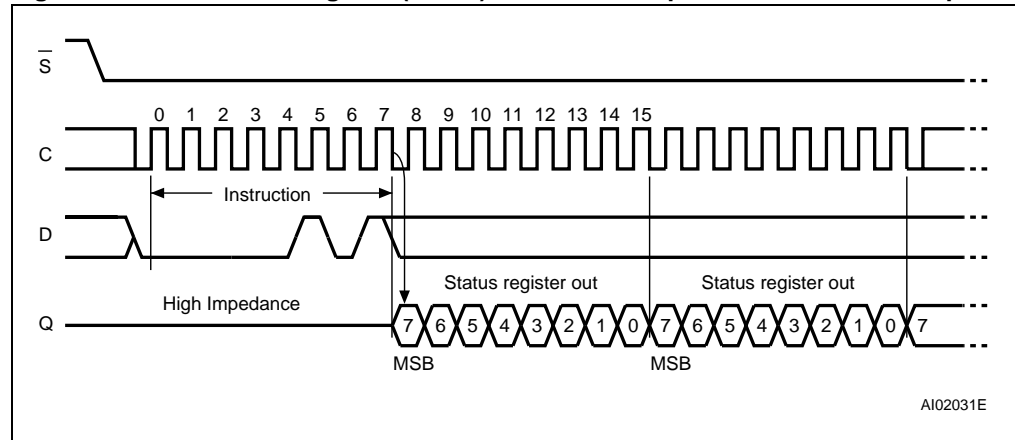 S
0 1 2 3 4 5 6 7 8 9 10 11 12 13 14 15
C
Instruction
D
Status register out Status register out
High Impedance
Q 7 6 5 4 3 2 1 0 7 6 5 4 3 2 1 0 7
MSB MSB
AI02031E